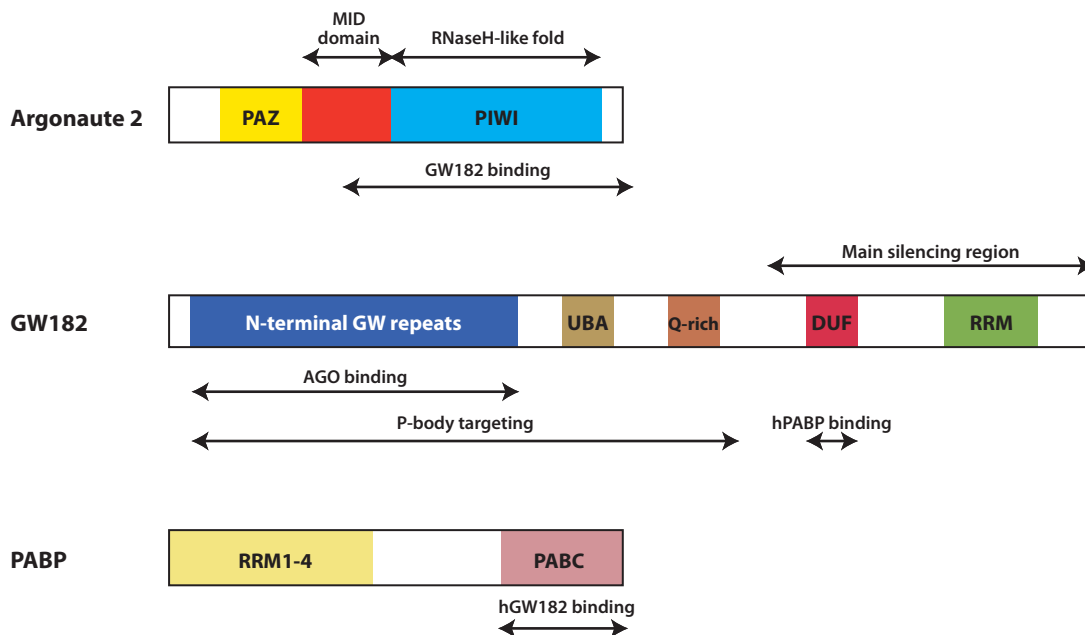 MID
domain
RNaseH-like fold
Argonaute 2
PAZ
PIWI
GW182 binding
Main silencing region
GW182
N-terminal GW repeats
UBA
Q-rich
DUF
RRM
AGO binding
P-body targeting
hPABP binding
PABP
RRM1-4
PABC
hGW182 binding